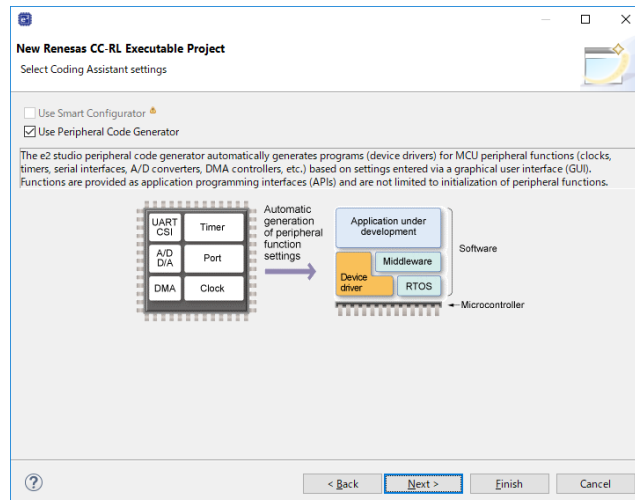 e²
New Renesas CC-RL Executable Project
Select Coding Assistant settings
Use Smart Configurator
Use Peripheral Code Generator
The e2 studio peripheral code generator automatically generates programs (device drivers) for MCU peripheral functions (clocks,
timers, serial interfaces, A/D converters, DMA controllers, etc.) based on settings entered via a graphical user interface (GUI).
Functions are provided as application programming interfaces (APIs) and are not limited to initialization of peripheral functions.
UART
CSI
Timer
A/D
D/A
Port
DMA
Clock
Automatic
generation
of peripheral
function
settings
Application under
development
Middleware
Device
driver
RTOS
Software
Microcontroller
?
< Back
Next >
Finish
Cancel